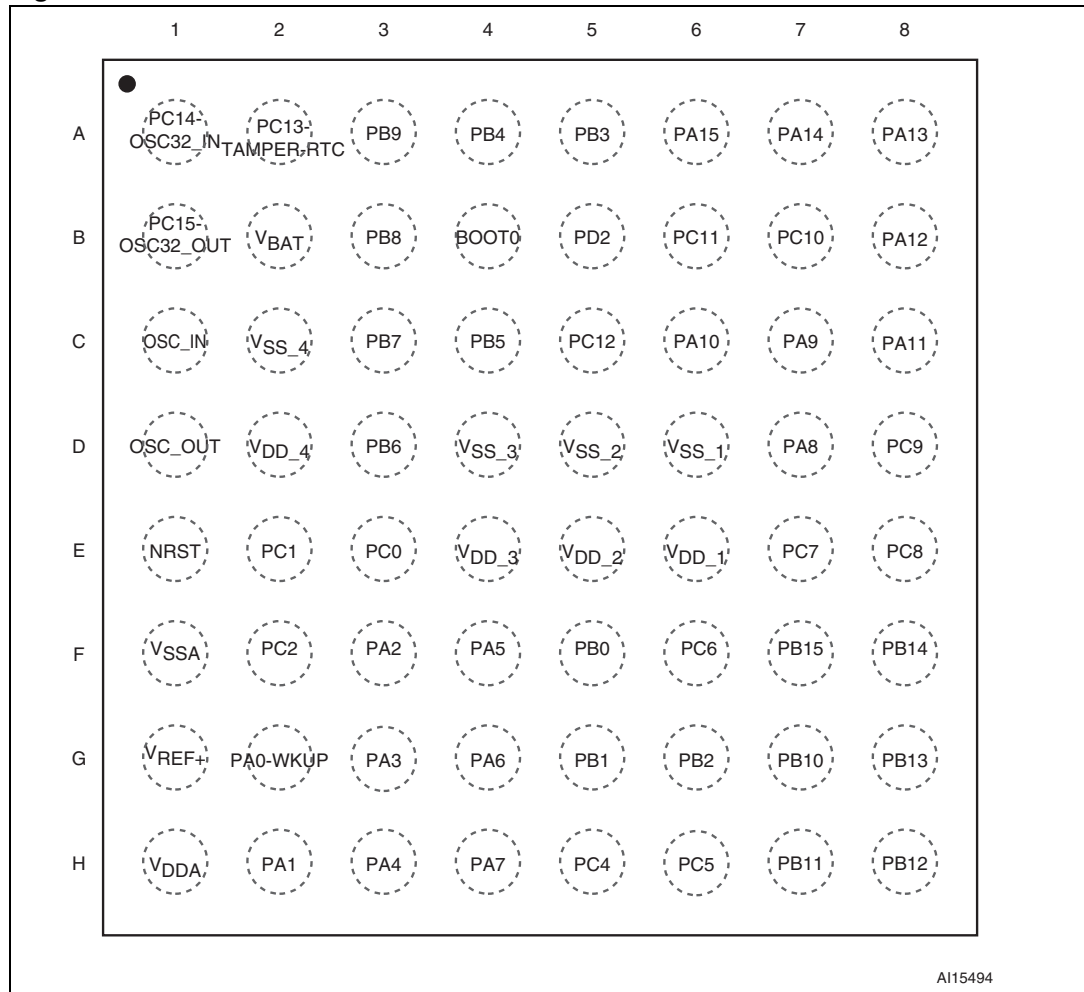 1 2 3 4 5 6 7 8
A PC14-OSC32_IN PC13-TAMPER-RTC PB9 PB4 PB3 PA15 PA14 PA13
B PC15-OSC32_OUT VBAT PB8 BOOT0 PD2 PC11 PC10 PA12
C OSC_IN VSS_4 PB7 PB5 PC12 PA10 PA9 PA11
D OSC_OUT VDD_4 PB6 VSS_3 VSS_2 VSS_1 PA8 PC9
E NRST PC1 PC0 VDD_3 VDD_2 VDD_1 PC7 PC8
F VSSA PC2 PA2 PA5 PB0 PC6 PB15 PB14
G VREF+ PA0-WKUP PA3 PA6 PB1 PB2 PB10 PB13
H VDDA PA1 PA4 PA7 PC4 PC5 PB11 PB12
AI15494